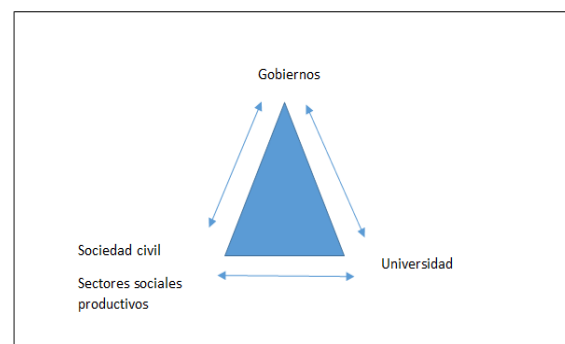 Gobiernos
Sociedad civil
Universidad
Sectores sociales
productivos